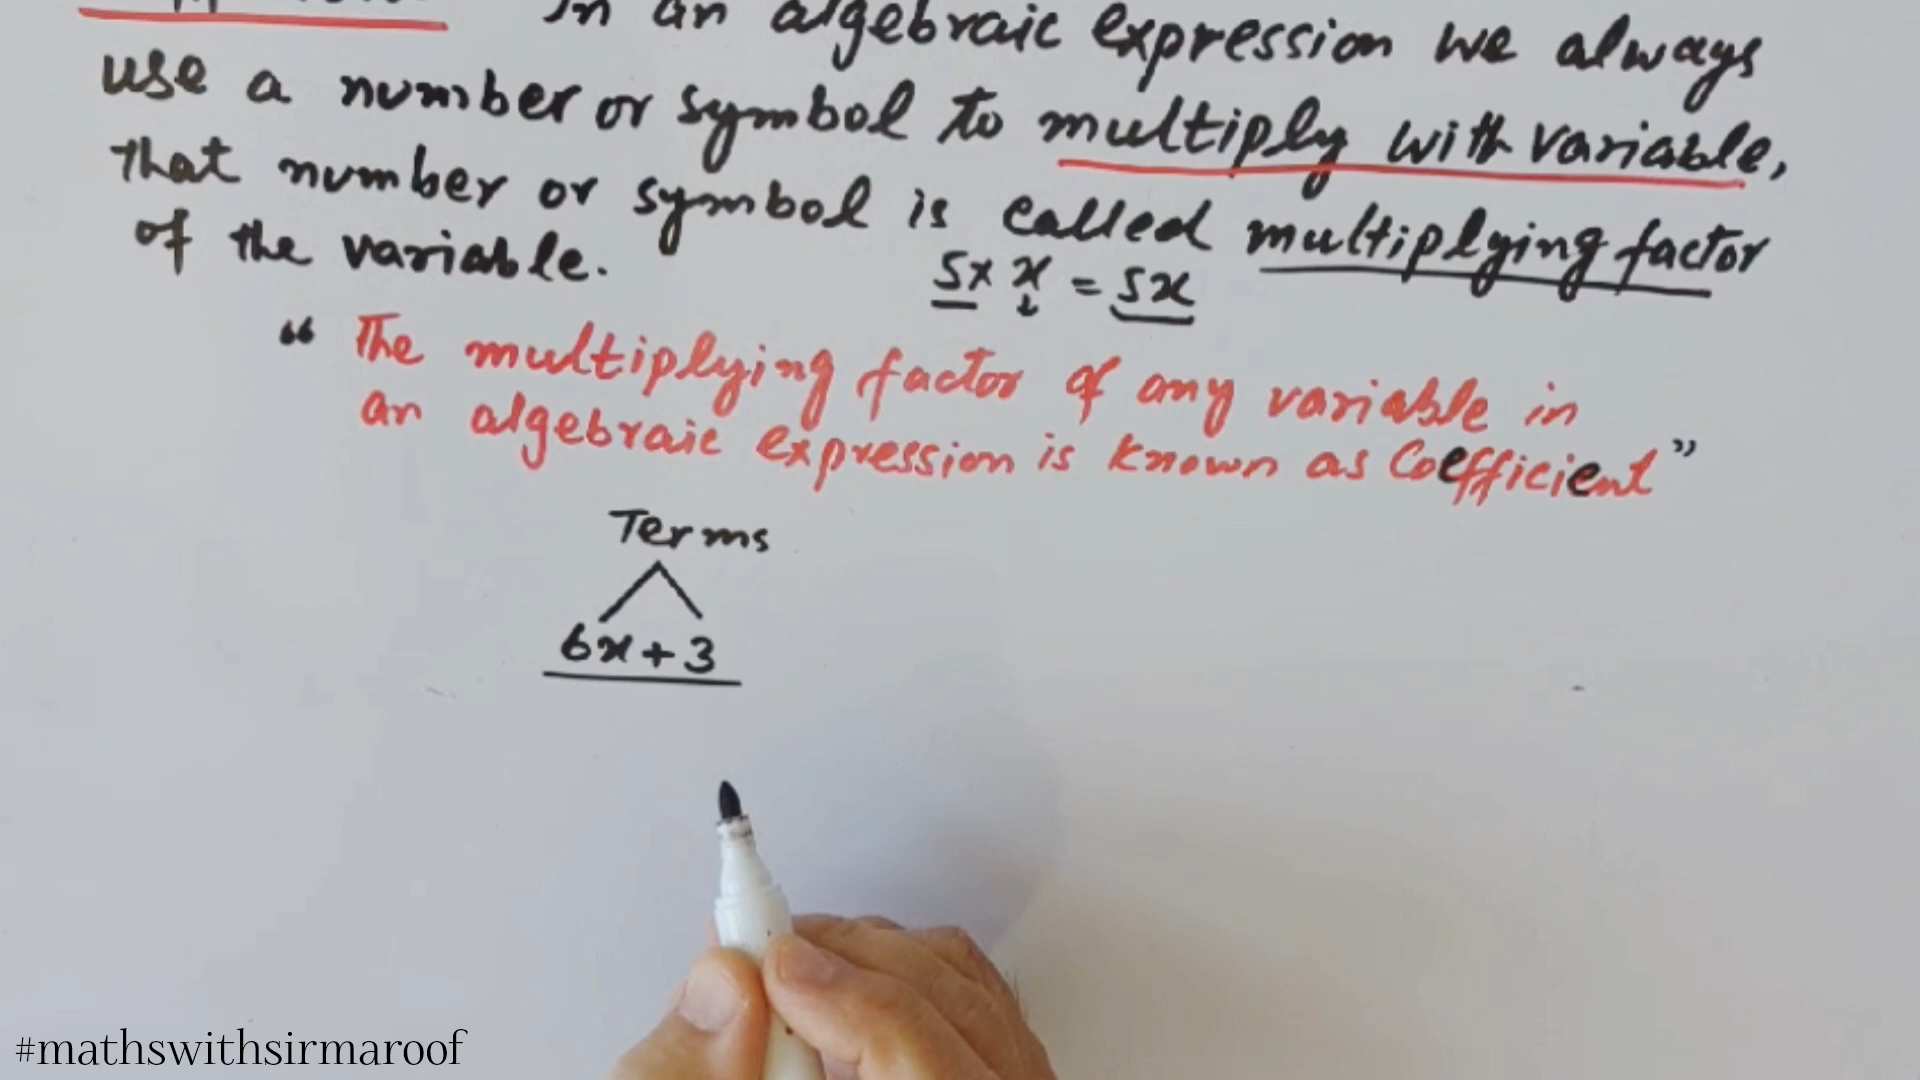 In an algebraic expression we always
use a number or symbol to multiply with variable,
that number or symbol is called multiplying factor
of the variable.
5 × x = 5x
“ The multiplying factor of any variable in
an algebraic expression is known as Coefficient ”
Terms
6x + 3
#mathswithsirmaroof